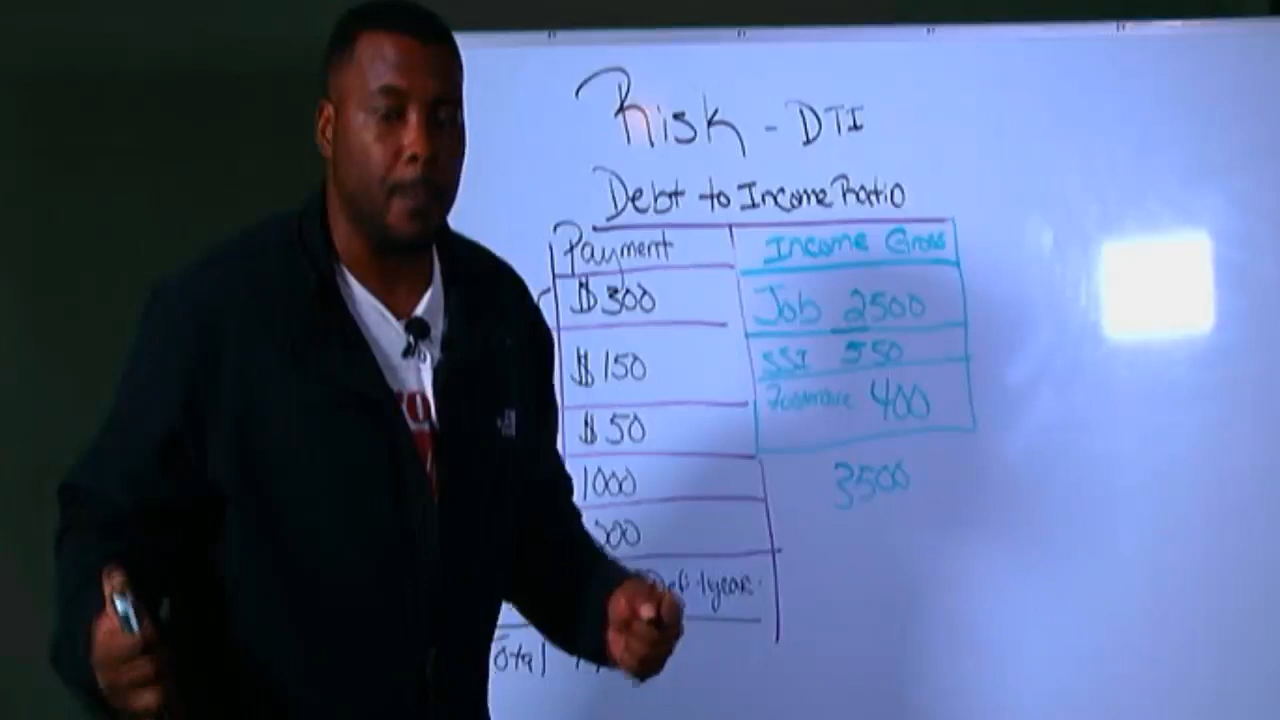 Risk - DTI
Debt to Income Ratio
Payment
$300
$150
$50
1000
Total
Income Gross
Job 2500
SSI 550
400
3500